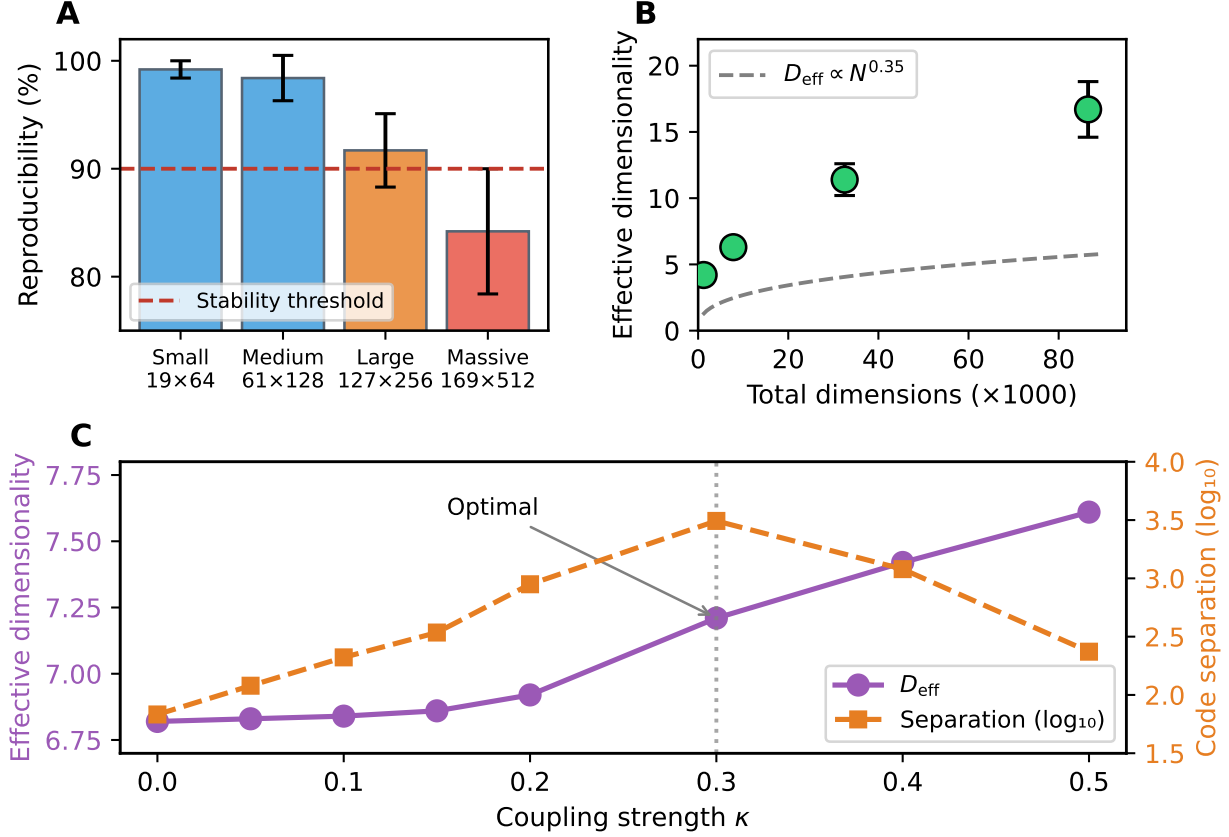 A
Reproducibility (%)
100
90
80
Stability threshold
Small
19×64
Medium
61×128
Large
127×256
Massive
169×512
B
Effective dimensionality
20
15
10
5
0
D_eff ∝ N^0.35
0 20 40 60 80
Total dimensions (×1000)
C
Effective dimensionality
7.75
7.50
7.25
7.00
6.75
Optimal
4.0
3.5
3.0
2.5
2.0
1.5
Code separation (log₁₀)
D_eff
Separation (log₁₀)
0.0 0.1 0.2 0.3 0.4 0.5
Coupling strength κ